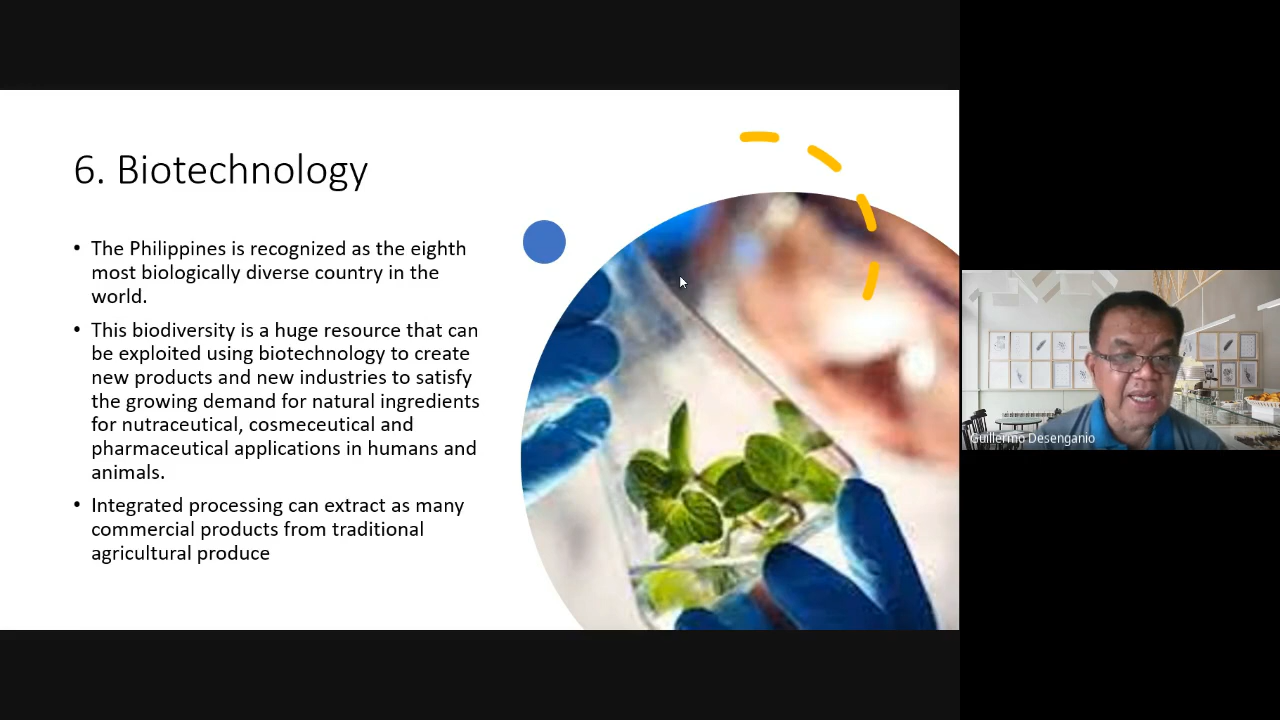 6. Biotechnology
• The Philippines is recognized as the eighth
most biologically diverse country in the
world.
• This biodiversity is a huge resource that can
be exploited using biotechnology to create
new products and new industries to satisfy
the growing demand for natural ingredients
for nutraceutical, cosmeceutical and
pharmaceutical applications in humans and
animals.
• Integrated processing can extract as many
commercial products from traditional
agricultural produce
Guillermo Desenganio